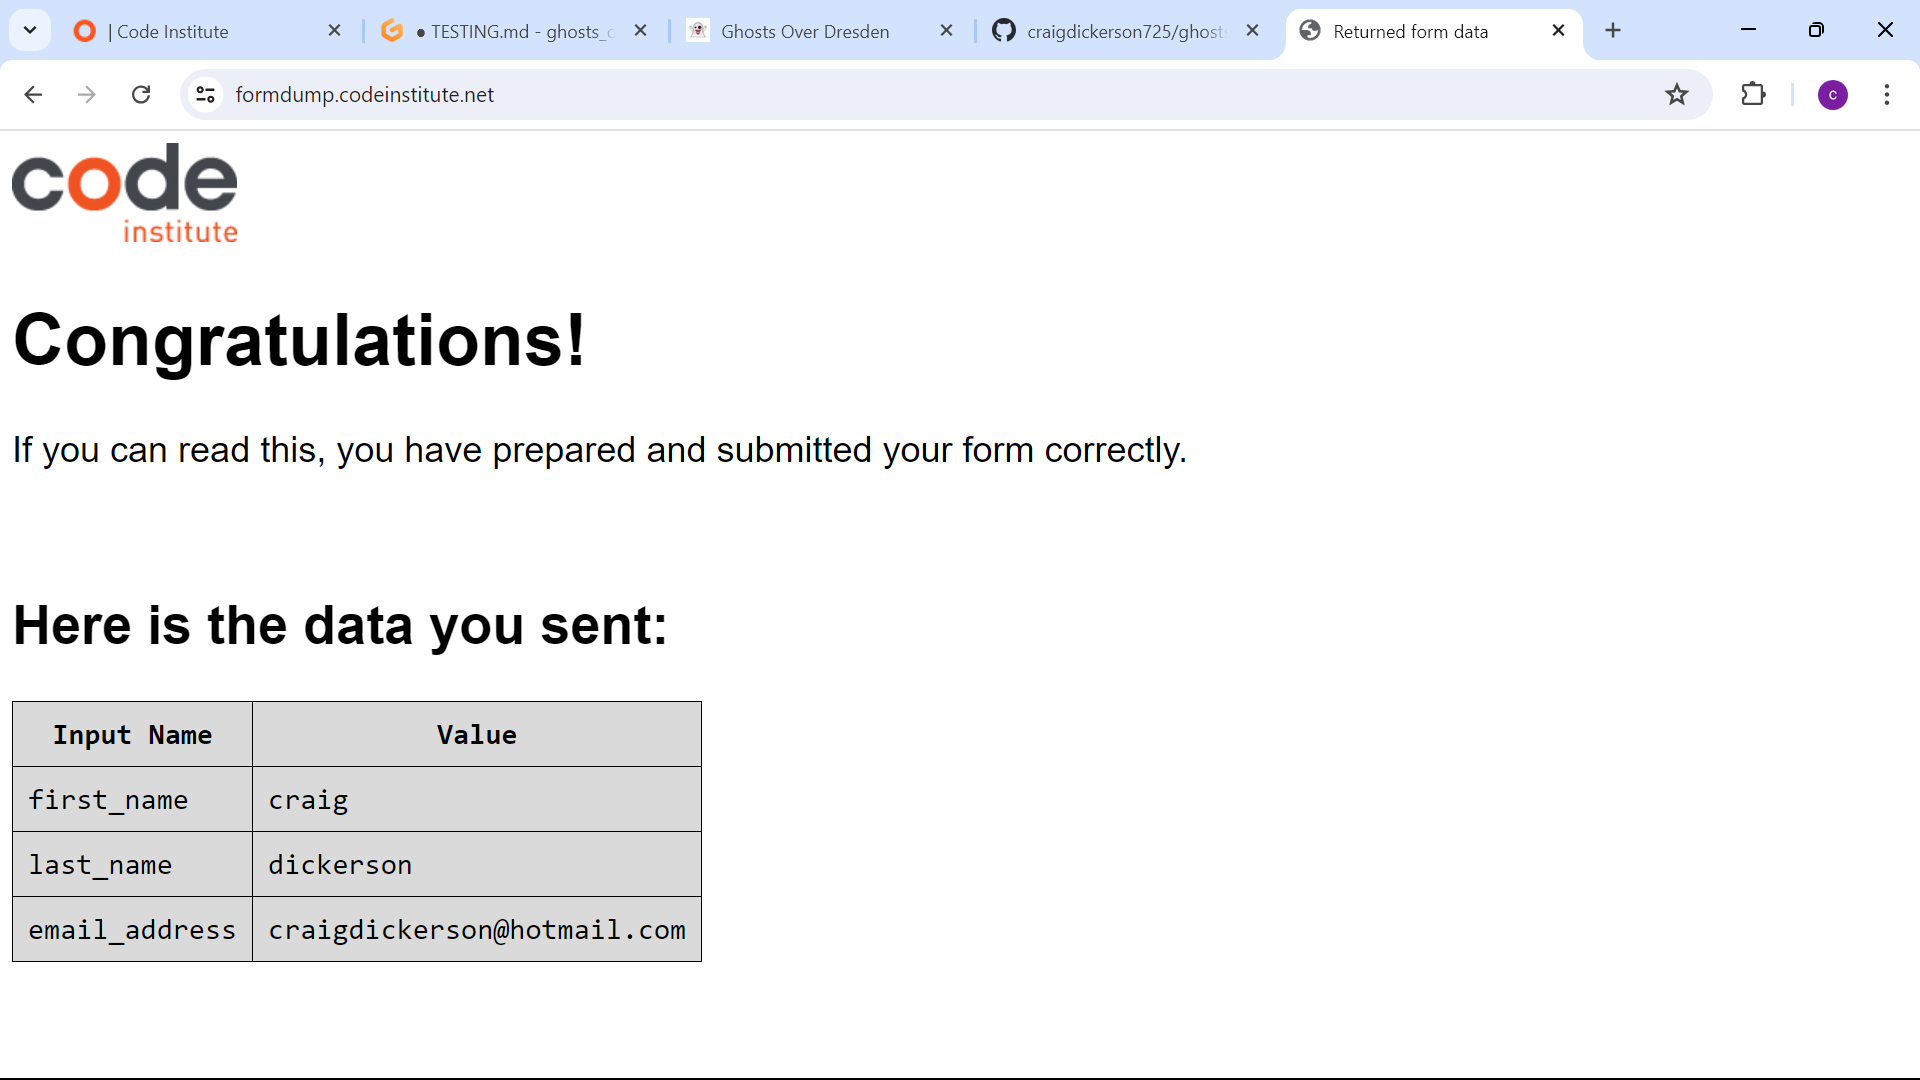 | Code Institute
● TESTING.md - ghosts_o
Ghosts Over Dresden
craigdickerson725/ghost
Returned form data
formdump.codeinstitute.net
c
code
institute
Congratulations!
If you can read this, you have prepared and submitted your form correctly.
Here is the data you sent:
Input Name Value
first_name craig
last_name dickerson
email_address craigdickerson@hotmail.com